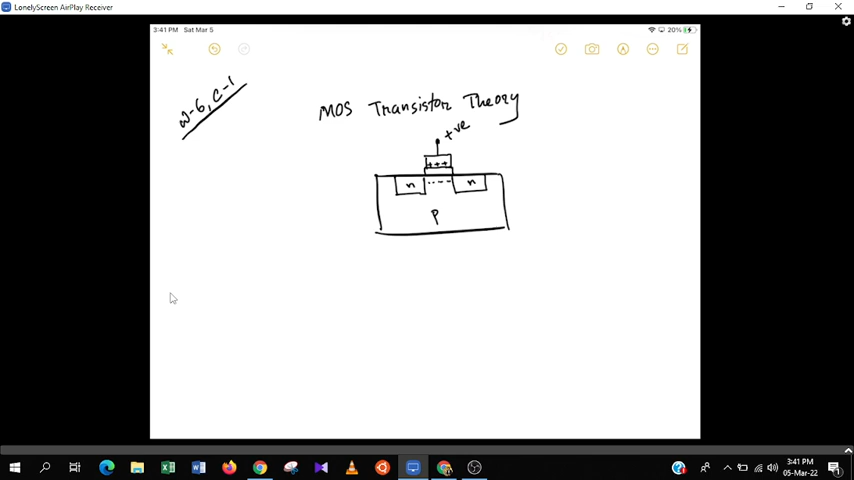 LonelyScreen AirPlay Receiver
3:41 PM Sat Mar 5
20%
W-6, C-1
MOS Transistor Theory
+ve
+ + +
n ---- n
P
3:41 PM
05-Mar-22